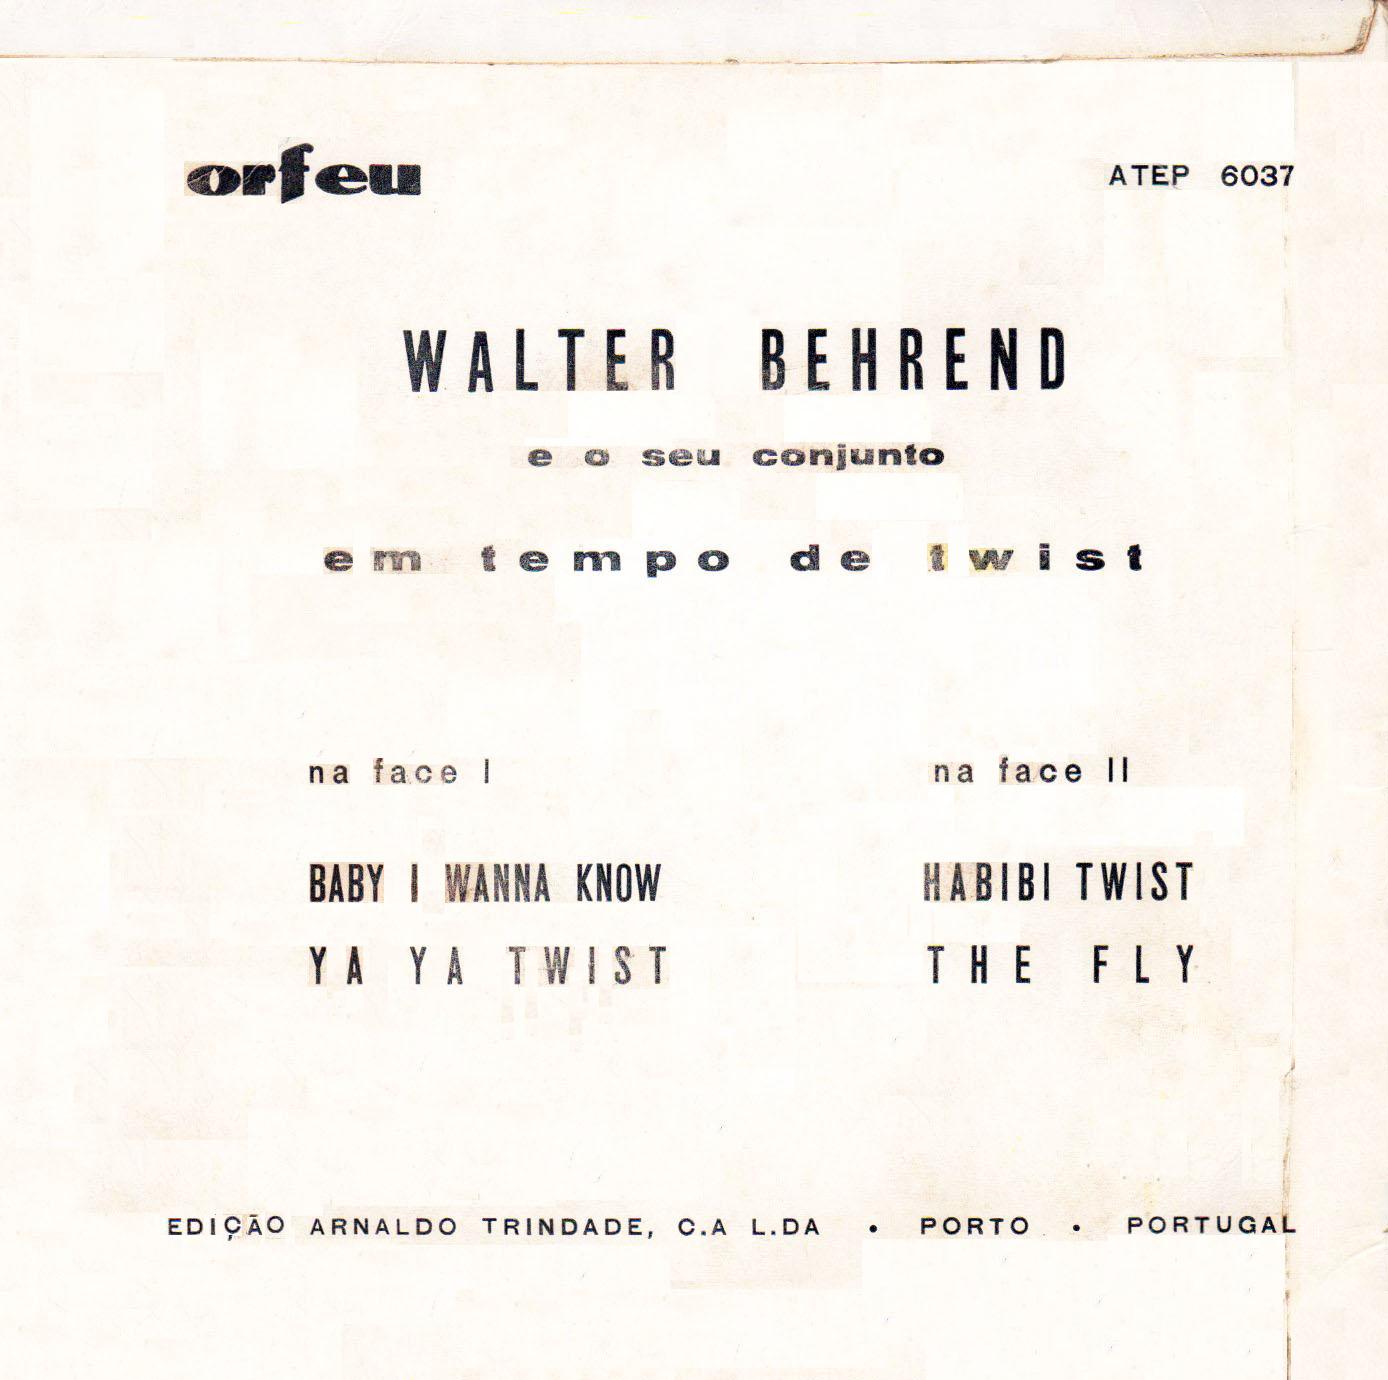 orfeu
ATEP 6037
WALTER BEHREND
e o seu conjunto
em tempo de twist
na face I
BABY I WANNA KNOW
YA YA TWIST
na face II
HABIBI TWIST
THE FLY
EDIÇÃO ARNALDO TRINDADE, C.A L.DA • PORTO • PORTUGAL